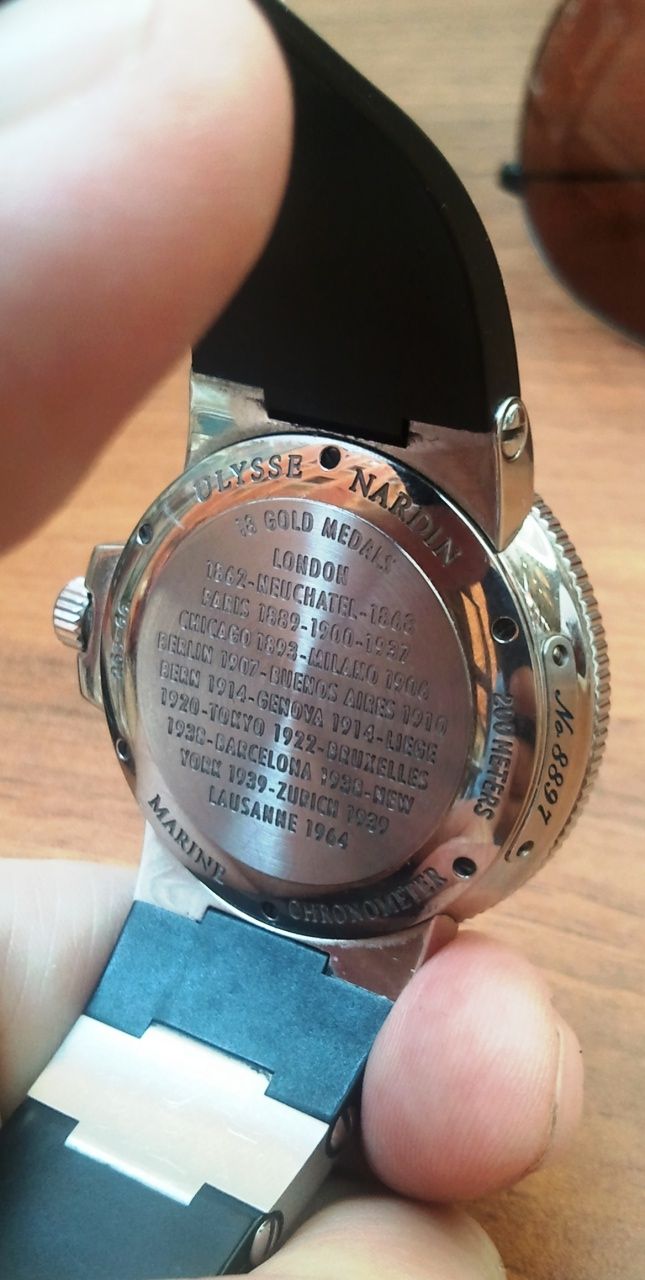 ULYSSE NARDIN
18 GOLD MEDALS
LONDON
1862-NEUCHATEL-1868
PARIS 1889-1900-1937
CHICAGO 1893-MILANO 1906
BERLIN 1907-BUENOS AIRES 1910
BERN 1914-GENOVA 1914-LIEGE
1920-TOKYO 1922-BRUXELLES
1938-BARCELONA 1938-NEW
YORK 1939-ZURICH 1939
LAUSANNE 1964
MARINE CHRONOMETER
200 METERS
No. 8897